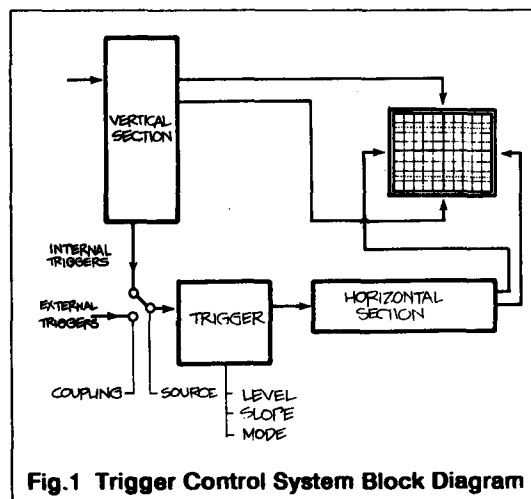 VERTICAL
SECTION
INTERNAL
TRIGGERS
EXTERNAL
TRIGGERS
TRIGGER
HORIZONTAL
SECTION
COUPLING
SOURCE
LEVEL
SLOPE
MODE
Fig.1 Trigger Control System Block Diagram